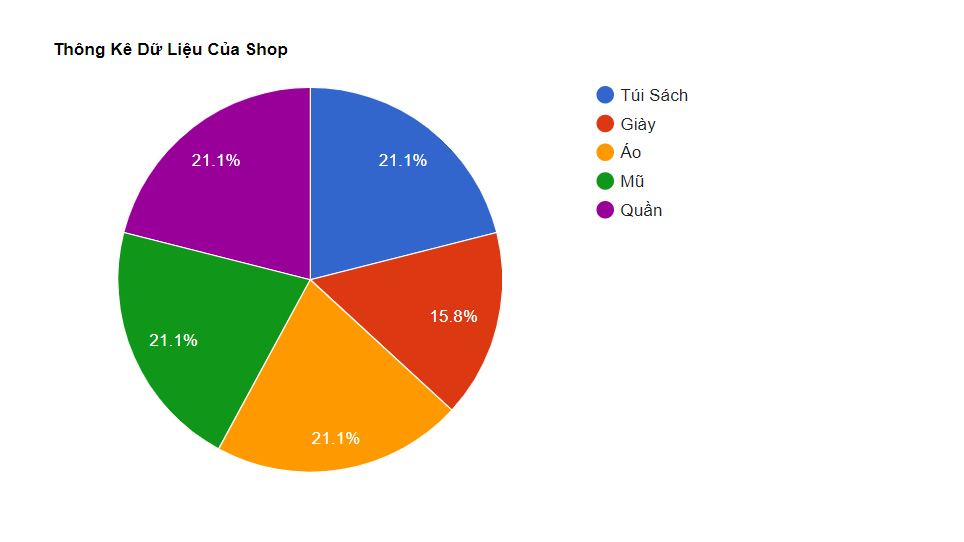 Thông Kê Dữ Liệu Của Shop
Túi Sách
Giày
Áo
Mũ
Quần
21.1%
21.1%
15.8%
21.1%
21.1%